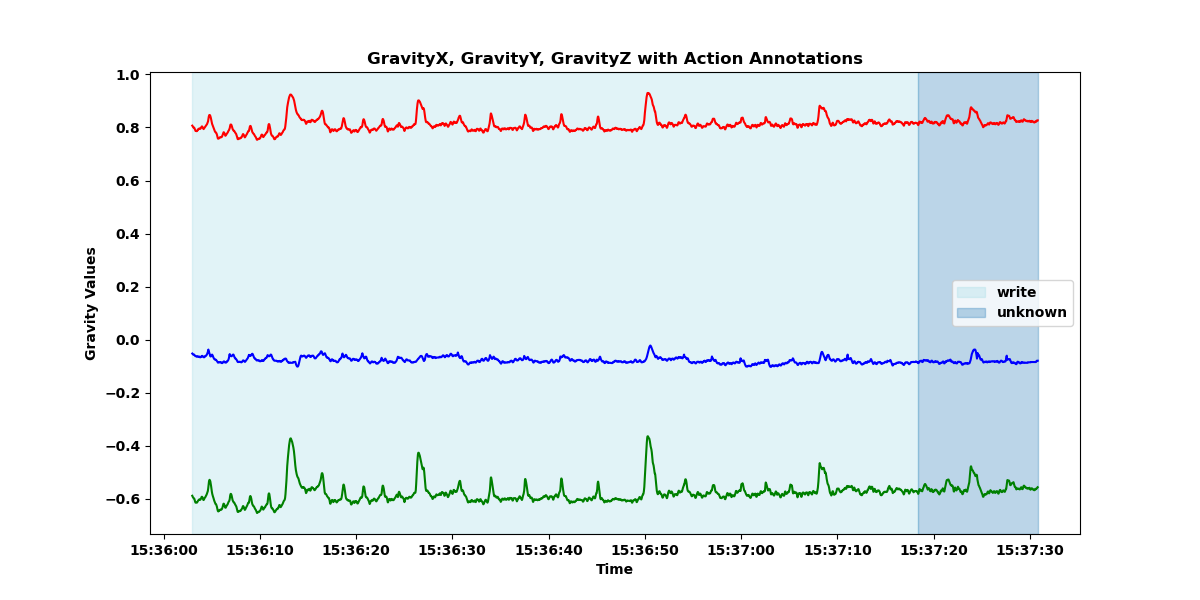 GravityX, GravityY, GravityZ with Action Annotations
1.0
0.8
0.6
0.4
0.2
0.0
−0.2
−0.4
−0.6
Gravity Values
write
unknown
15:36:00 15:36:10 15:36:20 15:36:30 15:36:40 15:36:50 15:37:00 15:37:10 15:37:20 15:37:30
Time